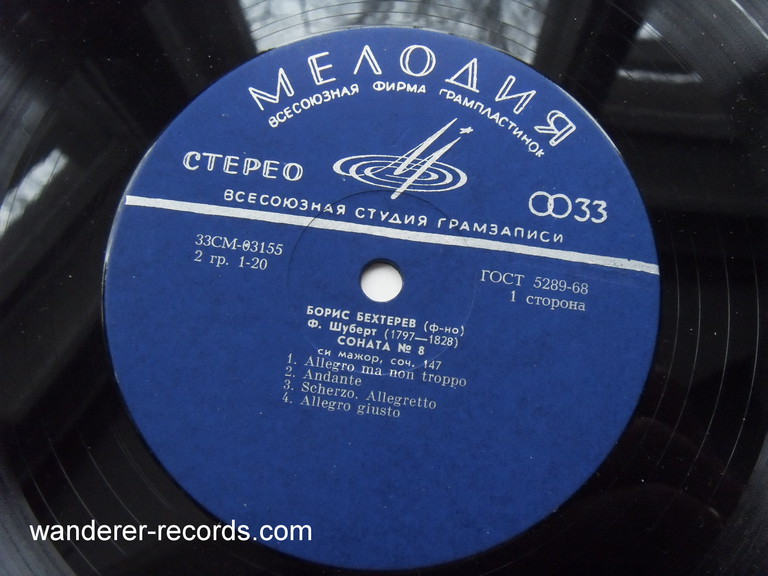 МЕЛОДИЯ
ВСЕСОЮЗНАЯ ФИРМА ГРАМПЛАСТИНОК
СТЕРЕО
33
ВСЕСОЮЗНАЯ СТУДИЯ ГРАМЗАПИСИ
33СМ-03155
2 гр. 1-20
ГОСТ 5289-68
1 сторона
БОРИС БЕХТЕРЕВ (ф-но)
Ф. Шуберт (1797—1828)
СОНАТА № 8
си мажор, соч. 147
1. Allegro ma non troppo
2. Andante
3. Scherzo. Allegretto
4. Allegro giusto
wanderer-records.com